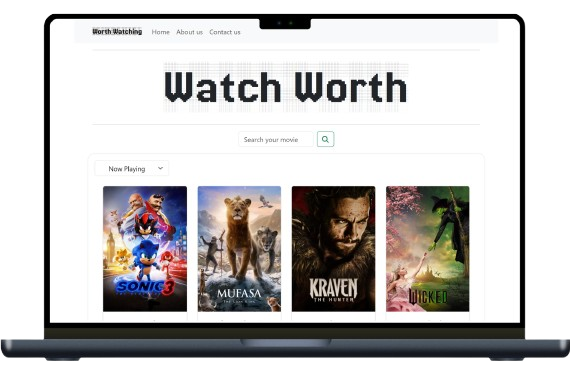 Worth Watching Home About us Contact us
Watch Worth
Search your movie
Now Playing
SONIC 3
MUFASA
THE LION KING
KRAVEN
THE HUNTER
WICKED